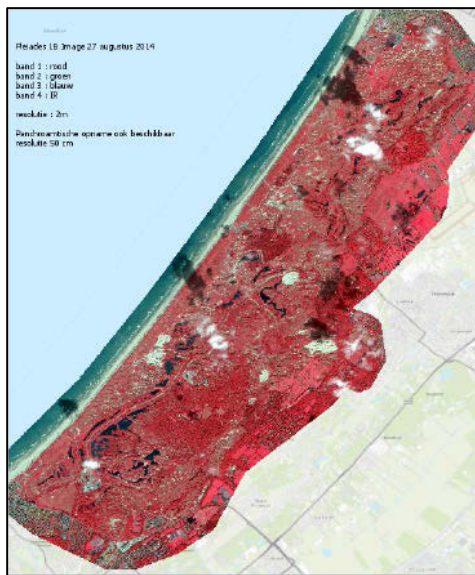 Pleiades 1B Image 27 augustus 2014
band 1 : rood
band 2 : groen
band 3 : blauw
band 4 : IR
resolutie : 2m
Panchroamtische opname ook beschikbaar
resolutie 50 cm